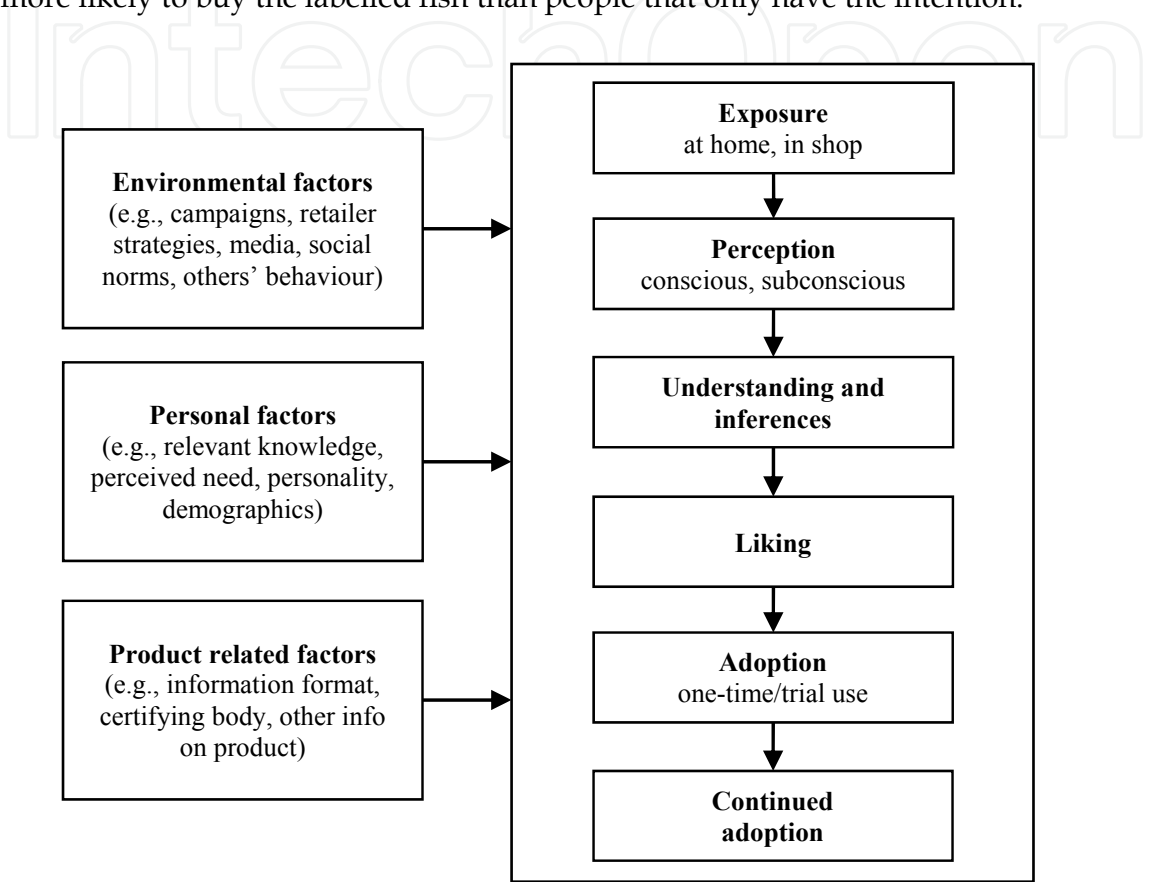 more likely to buy the labelled fish than people that only have the intention.
IntechOpen
Environmental factors
(e.g., campaigns, retailer
strategies, media, social
norms, others’ behaviour)
Personal factors
(e.g., relevant knowledge,
perceived need, personality,
demographics)
Product related factors
(e.g., information format,
certifying body, other info
on product)
Exposure
at home, in shop
Perception
conscious, subconscious
Understanding and
inferences
Liking
Adoption
one-time/trial use
Continued
adoption